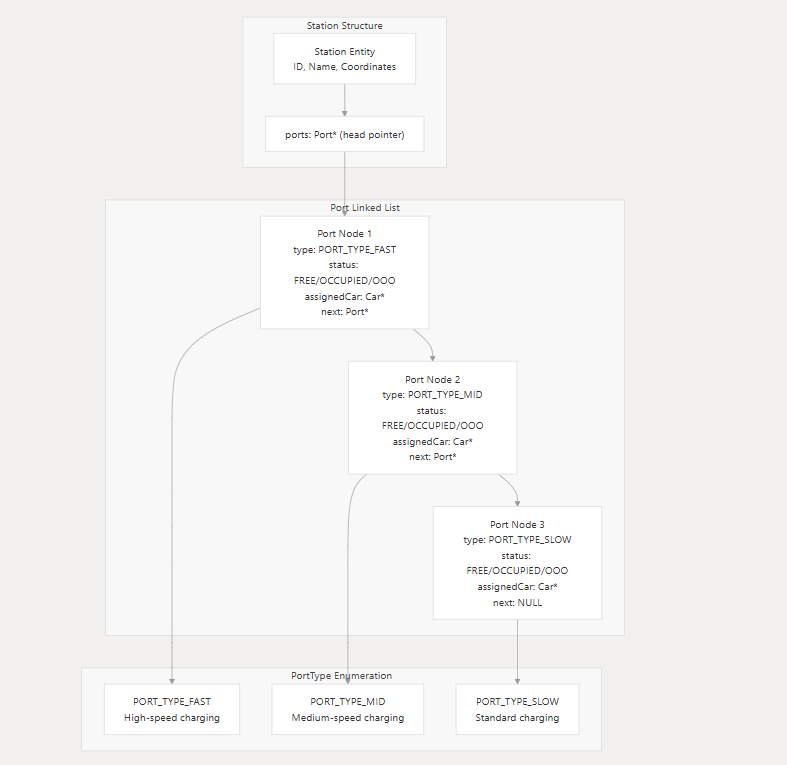 Station Structure
Station Entity
ID, Name, Coordinates
ports: Port* (head pointer)
Port Linked List
Port Node 1
type: PORT_TYPE_FAST
status:
FREE/OCCUPIED/OOO
assignedCar: Car*
next: Port*
Port Node 2
type: PORT_TYPE_MID
status:
FREE/OCCUPIED/OOO
assignedCar: Car*
next: Port*
Port Node 3
type: PORT_TYPE_SLOW
status:
FREE/OCCUPIED/OOO
assignedCar: Car*
next: NULL
PortType Enumeration
PORT_TYPE_FAST
High-speed charging
PORT_TYPE_MID
Medium-speed charging
PORT_TYPE_SLOW
Standard charging